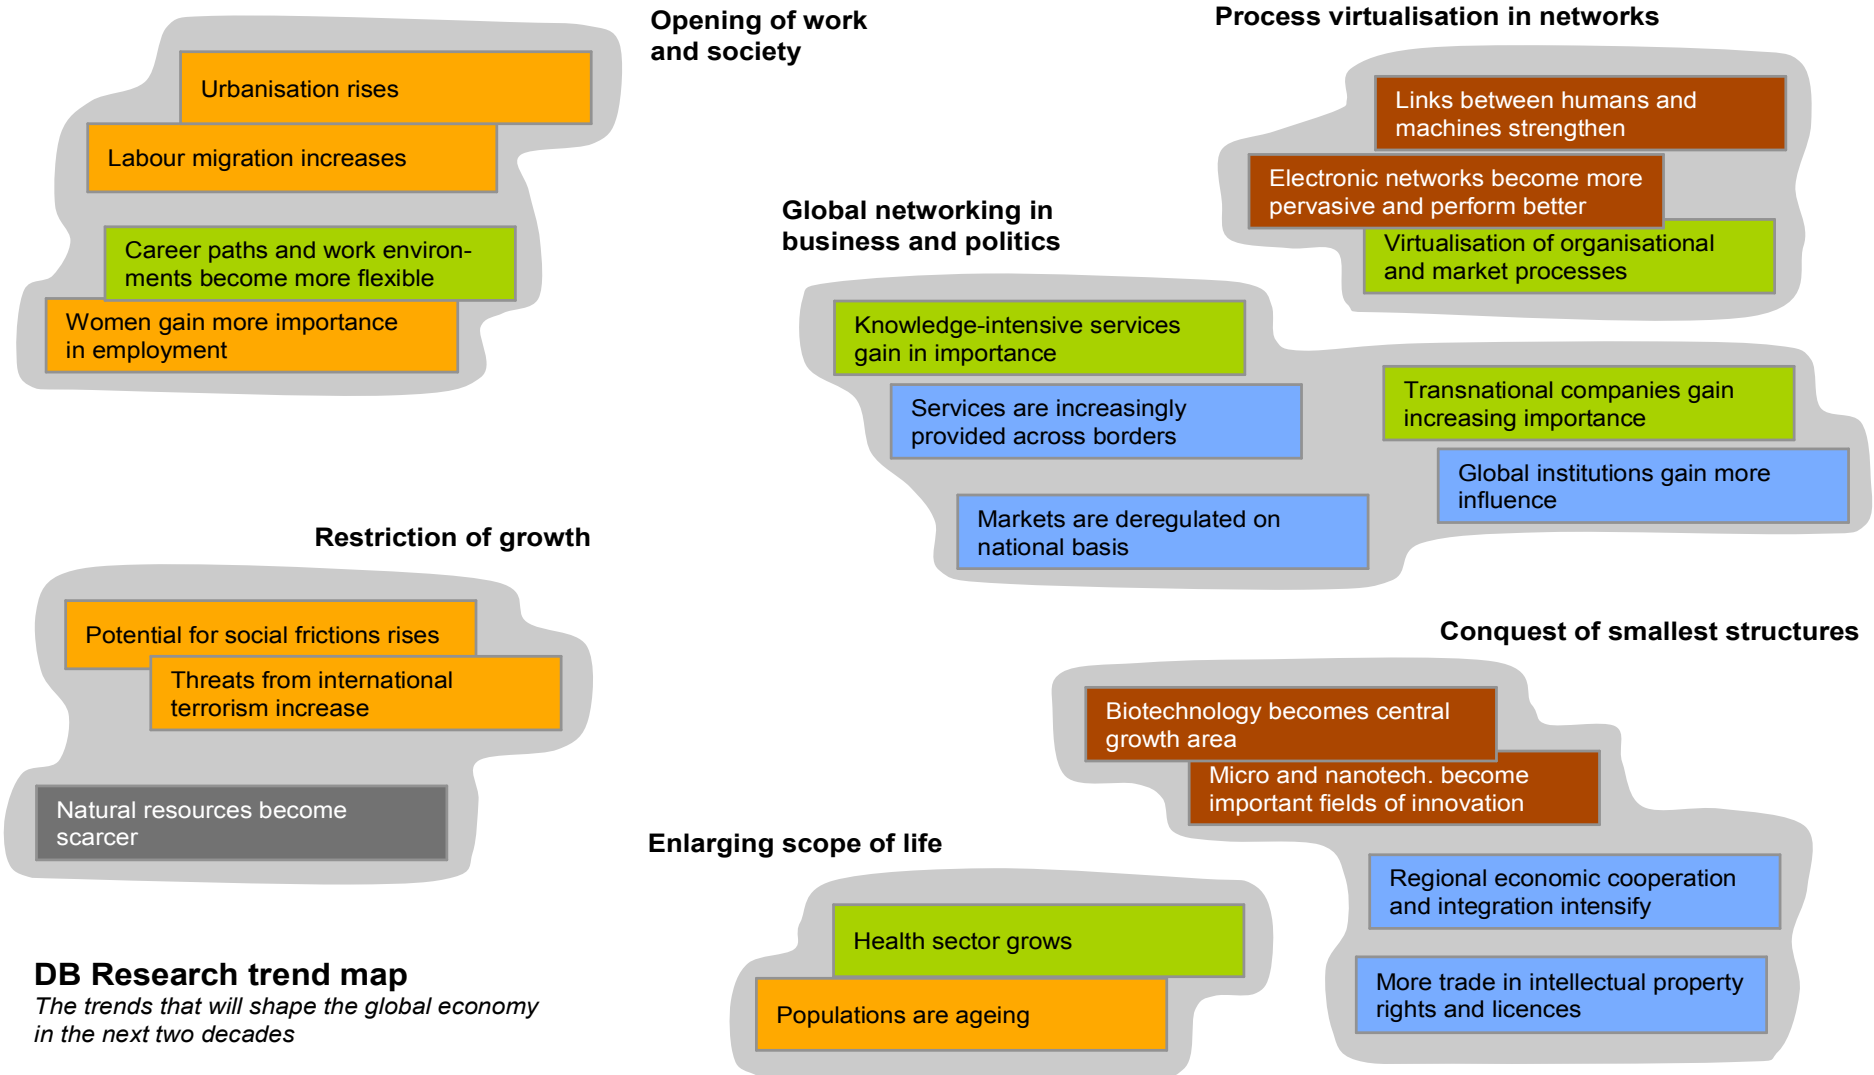 Opening of work
and society
Urbanisation rises
Labour migration increases
Career paths and work environ-
ments become more flexible
Women gain more importance
in employment
Process virtualisation in networks
Links between humans and
machines strengthen
Electronic networks become more
pervasive and perform better
Virtualisation of organisational
and market processes
Global networking in
business and politics
Knowledge-intensive services
gain in importance
Services are increasingly
provided across borders
Markets are deregulated on
national basis
Transnational companies gain
increasing importance
Global institutions gain more
influence
Restriction of growth
Potential for social frictions rises
Threats from international
terrorism increase
Natural resources become
scarcer
Conquest of smallest structures
Biotechnology becomes central
growth area
Micro and nanotech. become
important fields of innovation
Regional economic cooperation
and integration intensify
More trade in intellectual property
rights and licences
Enlarging scope of life
Health sector grows
Populations are ageing
DB Research trend map
The trends that will shape the global economy
in the next two decades